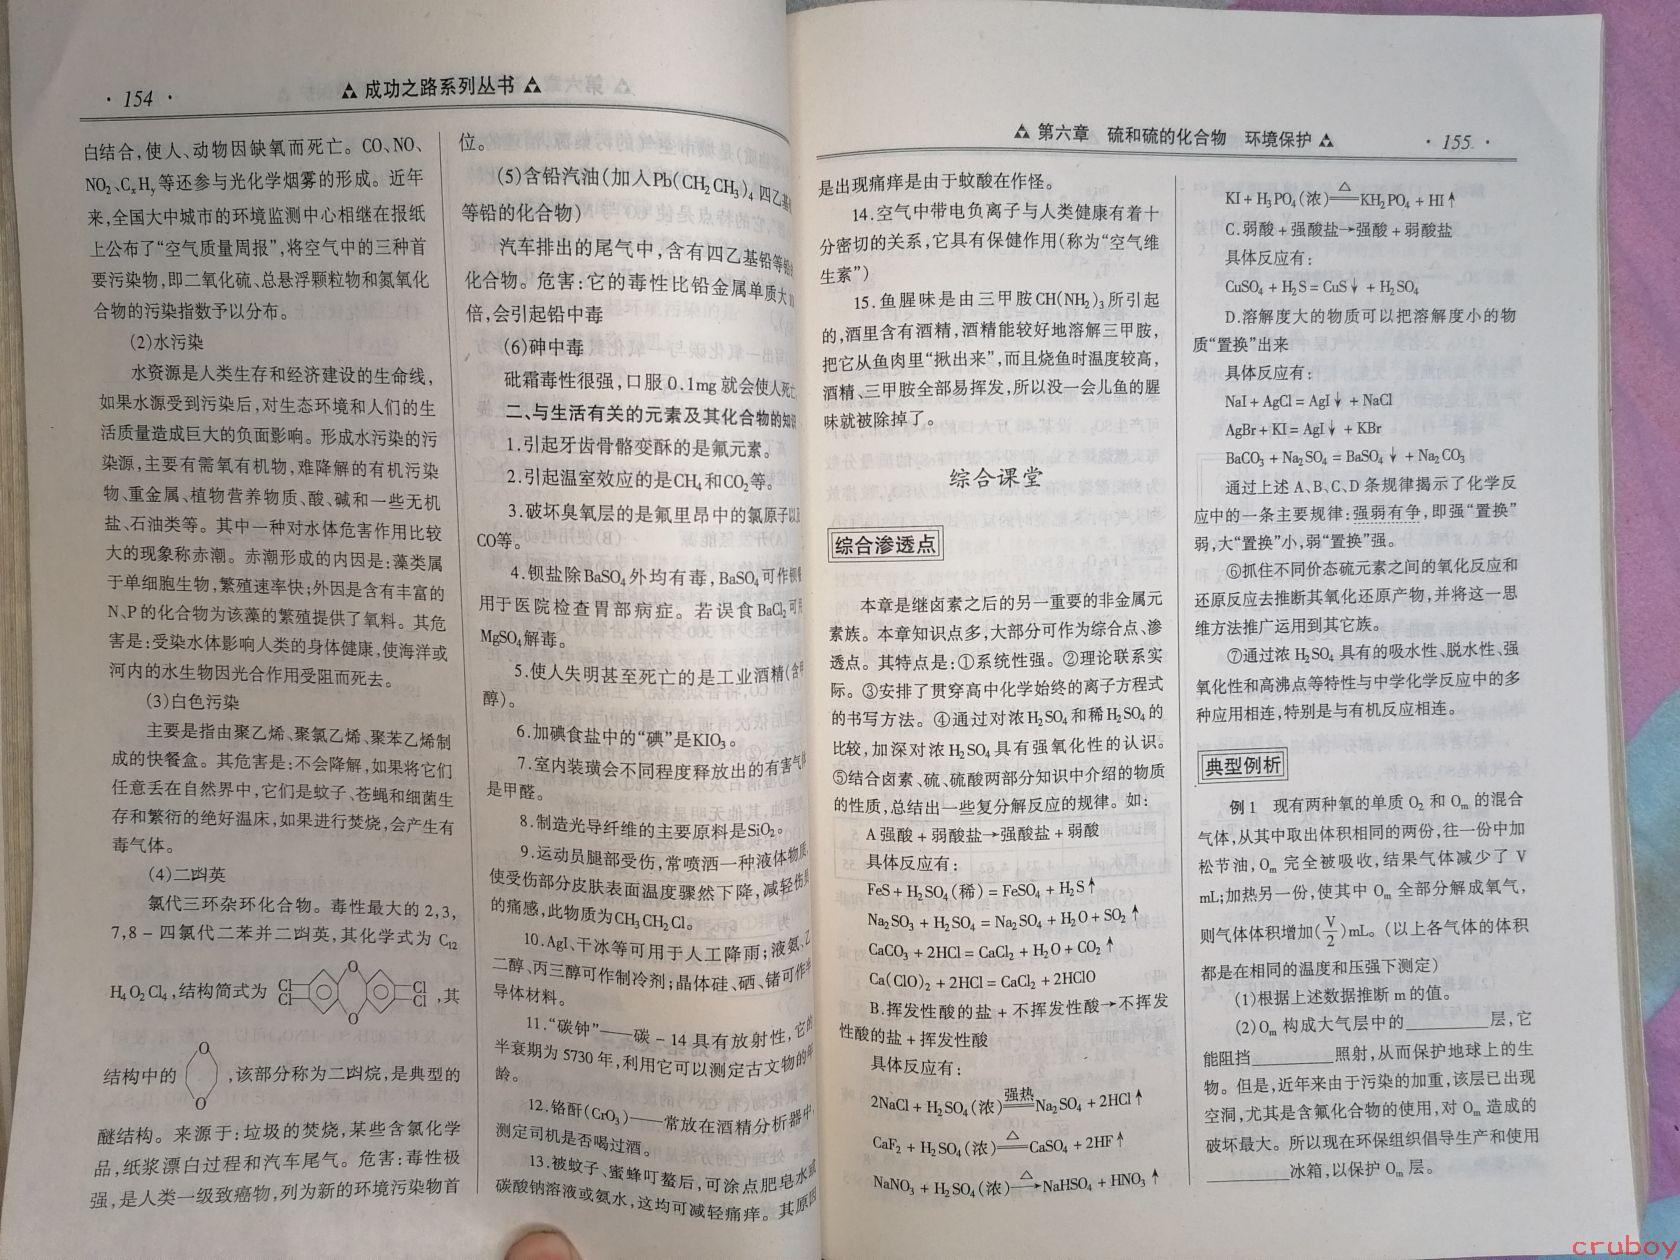 · 154 ·
成功之路系列丛书
白结合,使人、动物因缺氧而死亡。CO、NO、
NO₂、CₓHᵧ等还参与光化学烟雾的形成。近年
来,全国大中城市的环境监测中心相继在报纸
上公布了“空气质量周报”,将空气中的三种首
要污染物,即二氧化硫、总悬浮颗粒物和氮氧化
合物的污染指数予以分布。
(2)水污染
水资源是人类生存和经济建设的生命线,
如果水源受到污染后,对生态环境和人们的生
活质量造成巨大的负面影响。形成水污染的污
染源,主要有需氧有机物,难降解的有机污染
物、重金属、植物营养物质、酸、碱和一些无机
盐、石油类等。其中一种对水体危害作用比较
大的现象称赤潮。赤潮形成的内因是:藻类属
于单细胞生物,繁殖速率快;外因是含有丰富的
N、P的化合物为该藻的繁殖提供了氧料。其危
害是:受染水体影响人类的身体健康,使海洋或
河内的水生物因光合作用受阻而死去。
(3)白色污染
主要是指由聚乙烯、聚氯乙烯、聚苯乙烯制
成的快餐盒。其危害是:不会降解,如果将它们
任意丢在自然界中,它们是蚊子、苍蝇和细菌生
存和繁衍的绝好温床,如果进行焚烧,会产生有
毒气体。
(4)二噁英
氯代三环杂环化合物。毒性最大的2,3,
7,8－四氯代二苯并二噁英,其化学式为 C₁₂
H₄O₂Cl₄,结构简式为 Cl Cl O O Cl Cl ,其
结构中的 O O ,该部分称为二噁烷,是典型的
醚结构。来源于:垃圾的焚烧,某些含氯化学
品,纸浆漂白过程和汽车尾气。危害:毒性极
强,是人类一级致癌物,列为新的环境污染物首
位。
(5)含铅汽油(加入Pb(CH₂CH₃)₄ 四乙基
等铅的化合物)
汽车排出的尾气中,含有四乙基铅等
化合物。危害:它的毒性比铅金属单质大
倍,会引起铅中毒
(6)砷中毒
砒霜毒性很强,口服0.1mg就会使人死
二、与生活有关的元素及其化合物的知
1.引起牙齿骨骼变酥的是氟元素。
2.引起温室效应的是CH₄和CO₂等。
3.破坏臭氧层的是氟里昂中的氯原子以
CO等。
4.钡盐除BaSO₄外均有毒,BaSO₄可作
用于医院检查胃部病症。若误食BaCl₂可
MgSO₄解毒。
5.使人失明甚至死亡的是工业酒精(含
醇)。
6.加碘食盐中的“碘”是KIO₃。
7.室内装璜会不同程度释放出的有害气
是甲醛。
8.制造光导纤维的主要原料是SiO₂。
9.运动员腿部受伤,常喷洒一种液体物质,
使受伤部分皮肤表面温度骤然下降,减轻伤
的痛感,此物质为CH₃CH₂Cl。
10.AgI、干冰等可用于人工降雨;液氨、乙
二醇、丙三醇可作制冷剂;晶体硅、硒、锗可作
导体材料。
11.“碳钟”——碳－14具有放射性,它的
半衰期为5730年,利用它可以测定古文物的年
龄。
12.铬酐(CrO₃)——常放在酒精分析器中,
测定司机是否喝过酒。
13.被蚊子、蜜蜂叮螫后,可涂点肥皂水或
碳酸钠溶液或氨水,这均可减轻痛痒。其原因
第六章 硫和硫的化合物 环境保护
· 155 ·
是出现痛痒是由于蚊酸在作怪。
14.空气中带电负离子与人类健康有着十
分密切的关系,它具有保健作用(称为“空气维
生素”)
15.鱼腥味是由三甲胺CH(NH₂)₃所引起
的,酒里含有酒精,酒精能较好地溶解三甲胺,
把它从鱼肉里“揪出来”,而且烧鱼时温度较高,
酒精、三甲胺全部易挥发,所以没一会儿鱼的腥
味就被除掉了。
综合课堂
综合渗透点
本章是继卤素之后的另一重要的非金属元
素族。本章知识点多,大部分可作为综合点、渗
透点。其特点是:①系统性强。②理论联系实
际。③安排了贯穿高中化学始终的离子方程式
的书写方法。④通过对浓H₂SO₄和稀H₂SO₄的
比较,加深对浓H₂SO₄具有强氧化性的认识。
⑤结合卤素、硫、硫酸两部分知识中介绍的物质
的性质,总结出一些复分解反应的规律。如:
A强酸＋弱酸盐→强酸盐＋弱酸
具体反应有:
FeS + H₂SO₄(稀) = FeSO₄ + H₂S↑
Na₂SO₃ + H₂SO₄ = Na₂SO₄ + H₂O + SO₂↑
CaCO₃ + 2HCl = CaCl₂ + H₂O + CO₂↑
Ca(ClO)₂ + 2HCl = CaCl₂ + 2HClO
B.挥发性酸的盐＋不挥发性酸→不挥发
性酸的盐＋挥发性酸
具体反应有:
2NaCl + H₂SO₄(浓) 强热═ Na₂SO₄ + 2HCl↑
CaF₂ + H₂SO₄(浓) △═ CaSO₄ + 2HF↑
NaNO₃ + H₂SO₄(浓) △→ NaHSO₄ + HNO₃↑
KI + H₃PO₄(浓) △═ KH₂PO₄ + HI↑
C.弱酸＋强酸盐→强酸＋弱酸盐
具体反应有:
CuSO₄ + H₂S = CuS↓ + H₂SO₄
D.溶解度大的物质可以把溶解度小的物
质“置换”出来
具体反应有:
NaI + AgCl = AgI↓ + NaCl
AgBr + KI = AgI↓ + KBr
BaCO₃ + Na₂SO₄ = BaSO₄↓ + Na₂CO₃
通过上述A、B、C、D条规律揭示了化学反
应中的一条主要规律:强弱有争,即强“置换”
弱,大“置换”小,弱“置换”强。
⑥抓住不同价态硫元素之间的氧化反应和
还原反应去推断其氧化还原产物,并将这一思
维方法推广运用到其它族。
⑦通过浓H₂SO₄具有的吸水性、脱水性、强
氧化性和高沸点等特性与中学化学反应中的多
种应用相连,特别是与有机反应相连。
典型例析
例1 现有两种氧的单质O₂和Oₘ的混合
气体,从其中取出体积相同的两份,往一份中加
松节油,Oₘ完全被吸收,结果气体减少了V
mL;加热另一份,使其中Oₘ全部分解成氧气,
则气体体积增加(V/2)mL。(以上各气体的体积
都是在相同的温度和压强下测定)
(1)根据上述数据推断m的值。
(2)Oₘ构成大气层中的________层,它
能阻挡________照射,从而保护地球上的生
物。但是,近年来由于污染的加重,该层已出现
空洞,尤其是含氟化合物的使用,对Oₘ造成的
破坏最大。所以现在环保组织倡导生产和使用
________冰箱,以保护Oₘ层。
cruboy